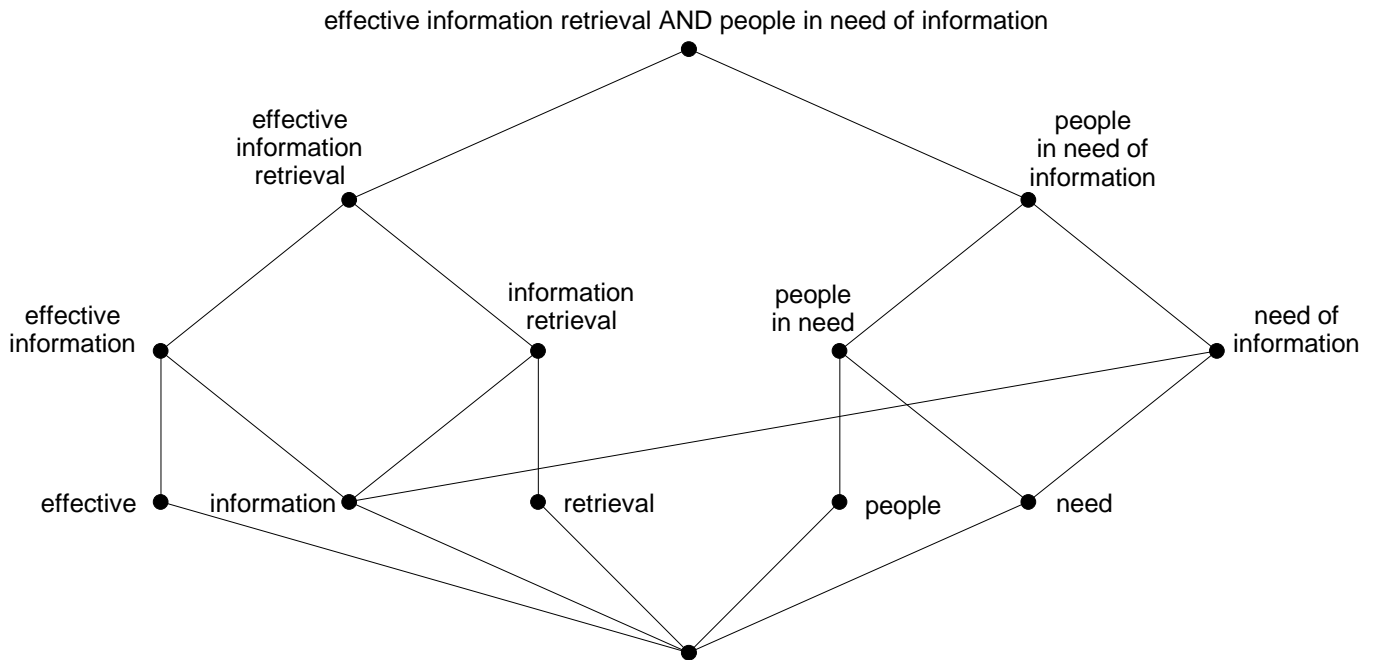 effective information retrieval AND people in need of information
effective
information
retrieval
people
in need of
information
effective
information
information
retrieval
people
in need
need of
information
effective
information
retrieval
people
need